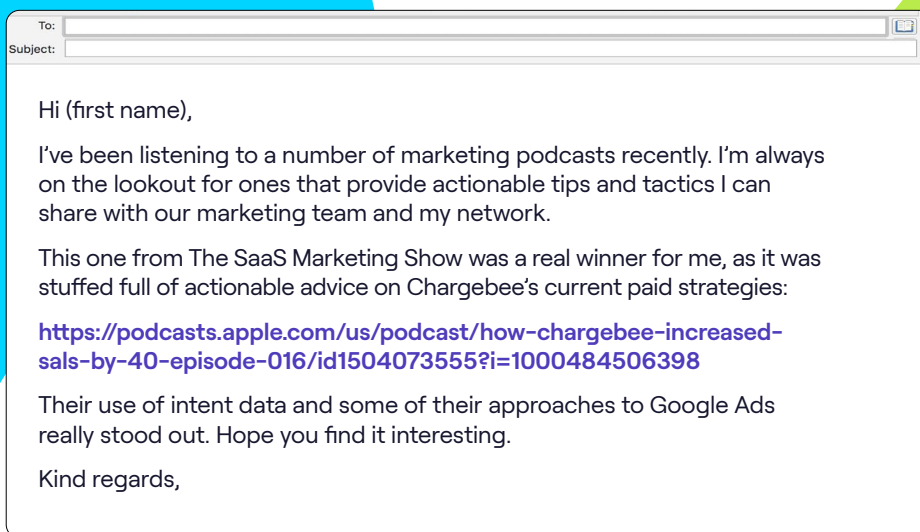 To:
Subject:
Hi (first name),
I've been listening to a number of marketing podcasts recently. I'm always
on the lookout for ones that provide actionable tips and tactics I can
share with our marketing team and my network.
This one from The SaaS Marketing Show was a real winner for me, as it was
stuffed full of actionable advice on Chargebee's current paid strategies:
https://podcasts.apple.com/us/podcast/how-chargebee-increased-
sals-by-40-episode-016/id1504073555?i=1000484506398
Their use of intent data and some of their approaches to Google Ads
really stood out. Hope you find it interesting.
Kind regards,